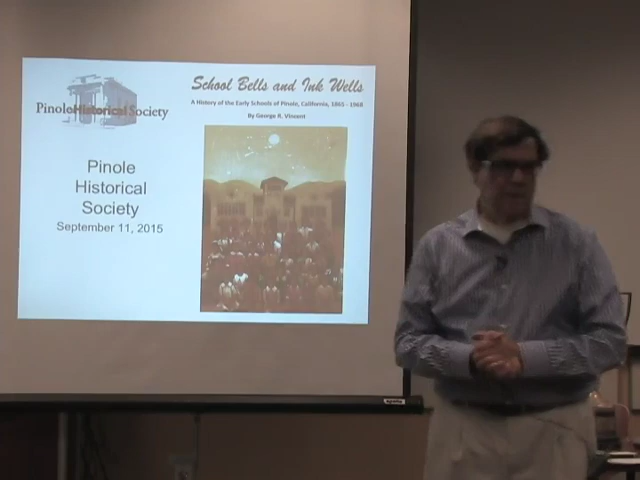 School Bells and Ink Wells
A History of the Early Schools of Pinole, California, 1865 - 1968
By George R. Vincent
PinoleHistoricalSociety
Pinole
Historical
Society
September 11, 2015